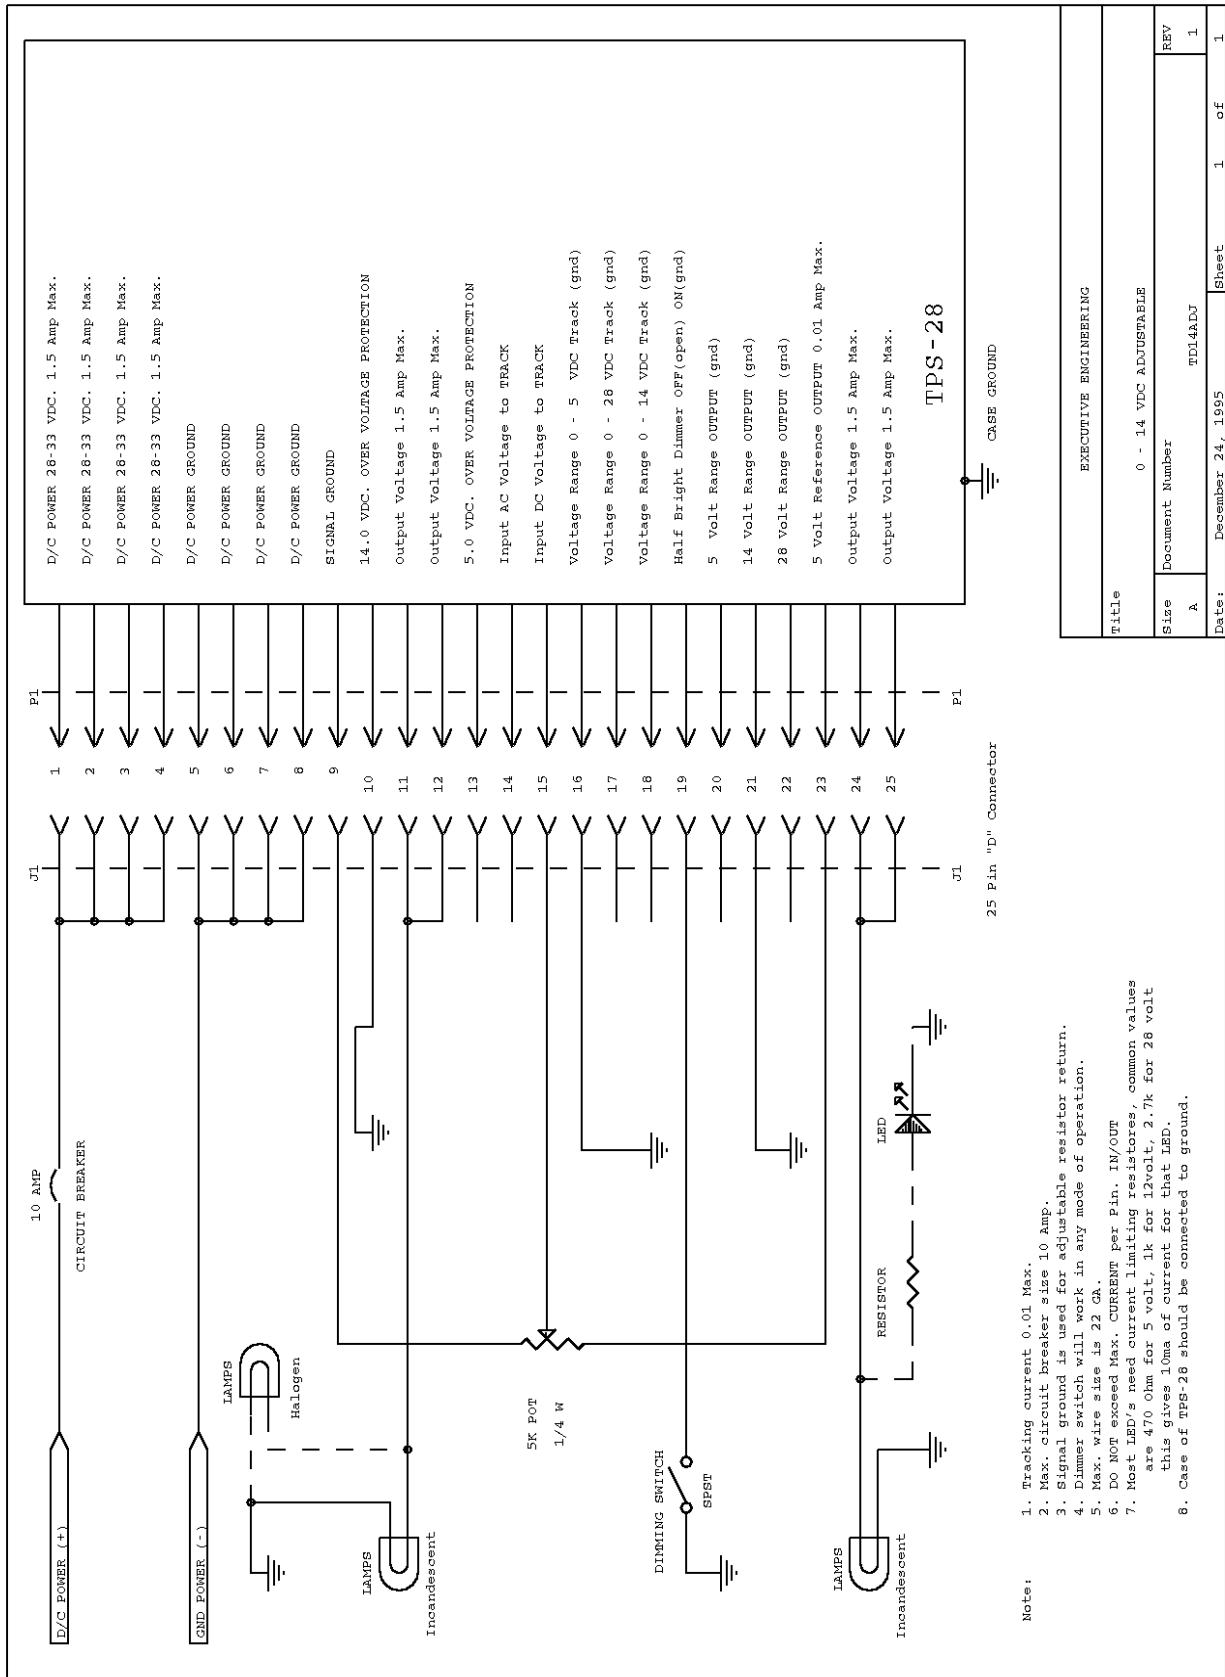 P1
D/C POWER 28-33 VDC. 1.5 Amp Max.
D/C POWER 28-33 VDC. 1.5 Amp Max.
D/C POWER 28-33 VDC. 1.5 Amp Max.
D/C POWER 28-33 VDC. 1.5 Amp Max.
D/C POWER GROUND
D/C POWER GROUND
D/C POWER GROUND
D/C POWER GROUND
SIGNAL GROUND
14.0 VDC. OVER VOLTAGE PROTECTION
Output Voltage 1.5 Amp Max.
Output Voltage 1.5 Amp Max.
5.0 VDC. OVER VOLTAGE PROTECTION
Input AC Voltage to TRACK
Input DC Voltage to TRACK
Voltage Range 0 - 5 VDC Track (gnd)
Voltage Range 0 - 28 VDC Track (gnd)
Voltage Range 0 - 14 VDC Track (gnd)
Half Bright Dimmer OFF(open) ON(gnd)
5 Volt Range OUTPUT (gnd)
14 Volt Range OUTPUT (gnd)
28 Volt Range OUTPUT (gnd)
5 Volt Reference OUTPUT 0.01 Amp Max.
Output Voltage 1.5 Amp Max.
Output Voltage 1.5 Amp Max.
TPS-28
CASE GROUND
P1
J1
1
2
3
4
5
6
7
8
9
10
11
12
13
14
15
16
17
18
19
20
21
22
23
24
25
J1
25 Pin "D" Connector
10 AMP
CIRCUIT BREAKER
D/C POWER (+)
GND POWER (-)
LAMPS
Halogen
LAMPS
Incandescent
5K POT
1/4 W
DIMMING SWITCH
SPST
LED
RESISTOR
LAMPS
Incandescent
Note:
1. Tracking current 0.01 Max.
2. Max. circuit breaker size 10 Amp.
3. Signal ground is used for adjustable resistor return.
4. Dimmer switch will work in any mode of operation.
5. Max. wire size is 22 GA.
6. DO NOT exceed Max. CURRENT per Pin. IN/OUT
7. Most LED's need current limiting resistores, common values
are 470 Ohm for 5 volt, 1k for 12volt, 2.7k for 28 volt
this gives 10ma of current for that LED.
8. Case of TPS-28 should be connected to ground.
EXECUTIVE ENGINEERING
Title
0 - 14 VDC ADJUSTABLE
Size Document Number REV
A TD14ADJ 1
Date: December 24, 1995 Sheet 1 of 1